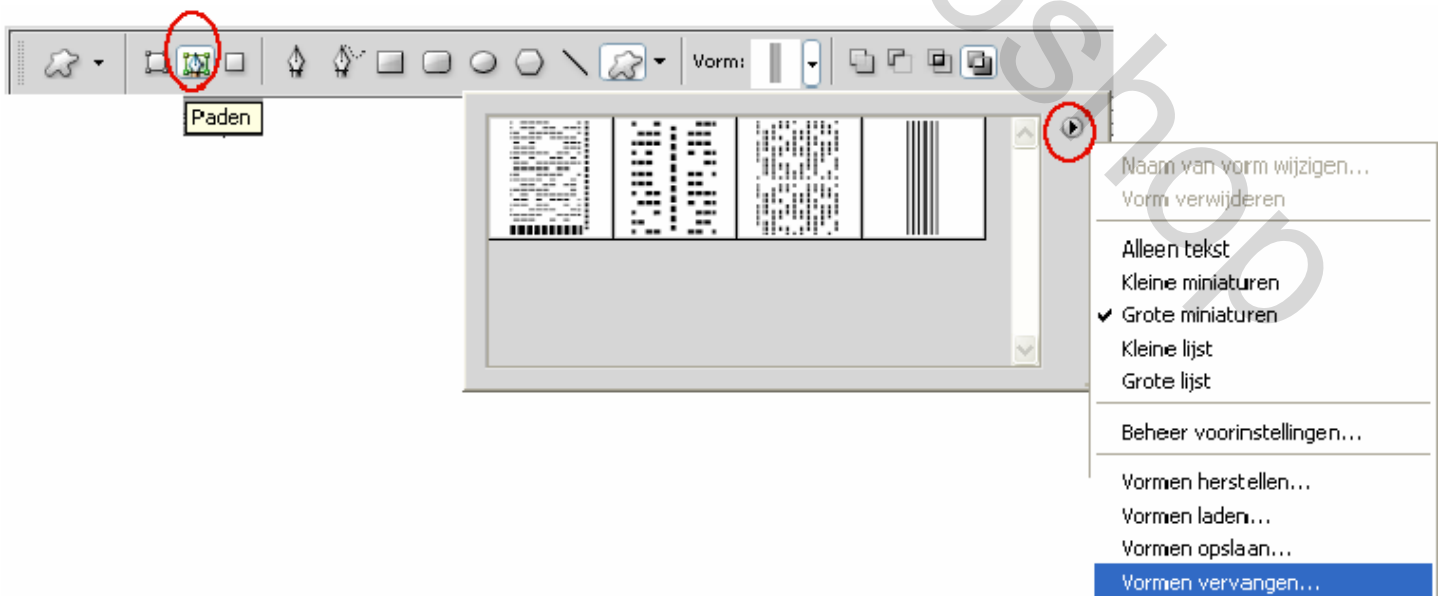 Vorm:
Paden
Naam van vorm wijzigen...
Vorm verwijderen
Alleen tekst
Kleine miniaturen
Grote miniaturen
Kleine lijst
Grote lijst
Beheer voorinstellingen...
Vormen herstellen...
Vormen laden...
Vormen opslaan...
Vormen vervangen...